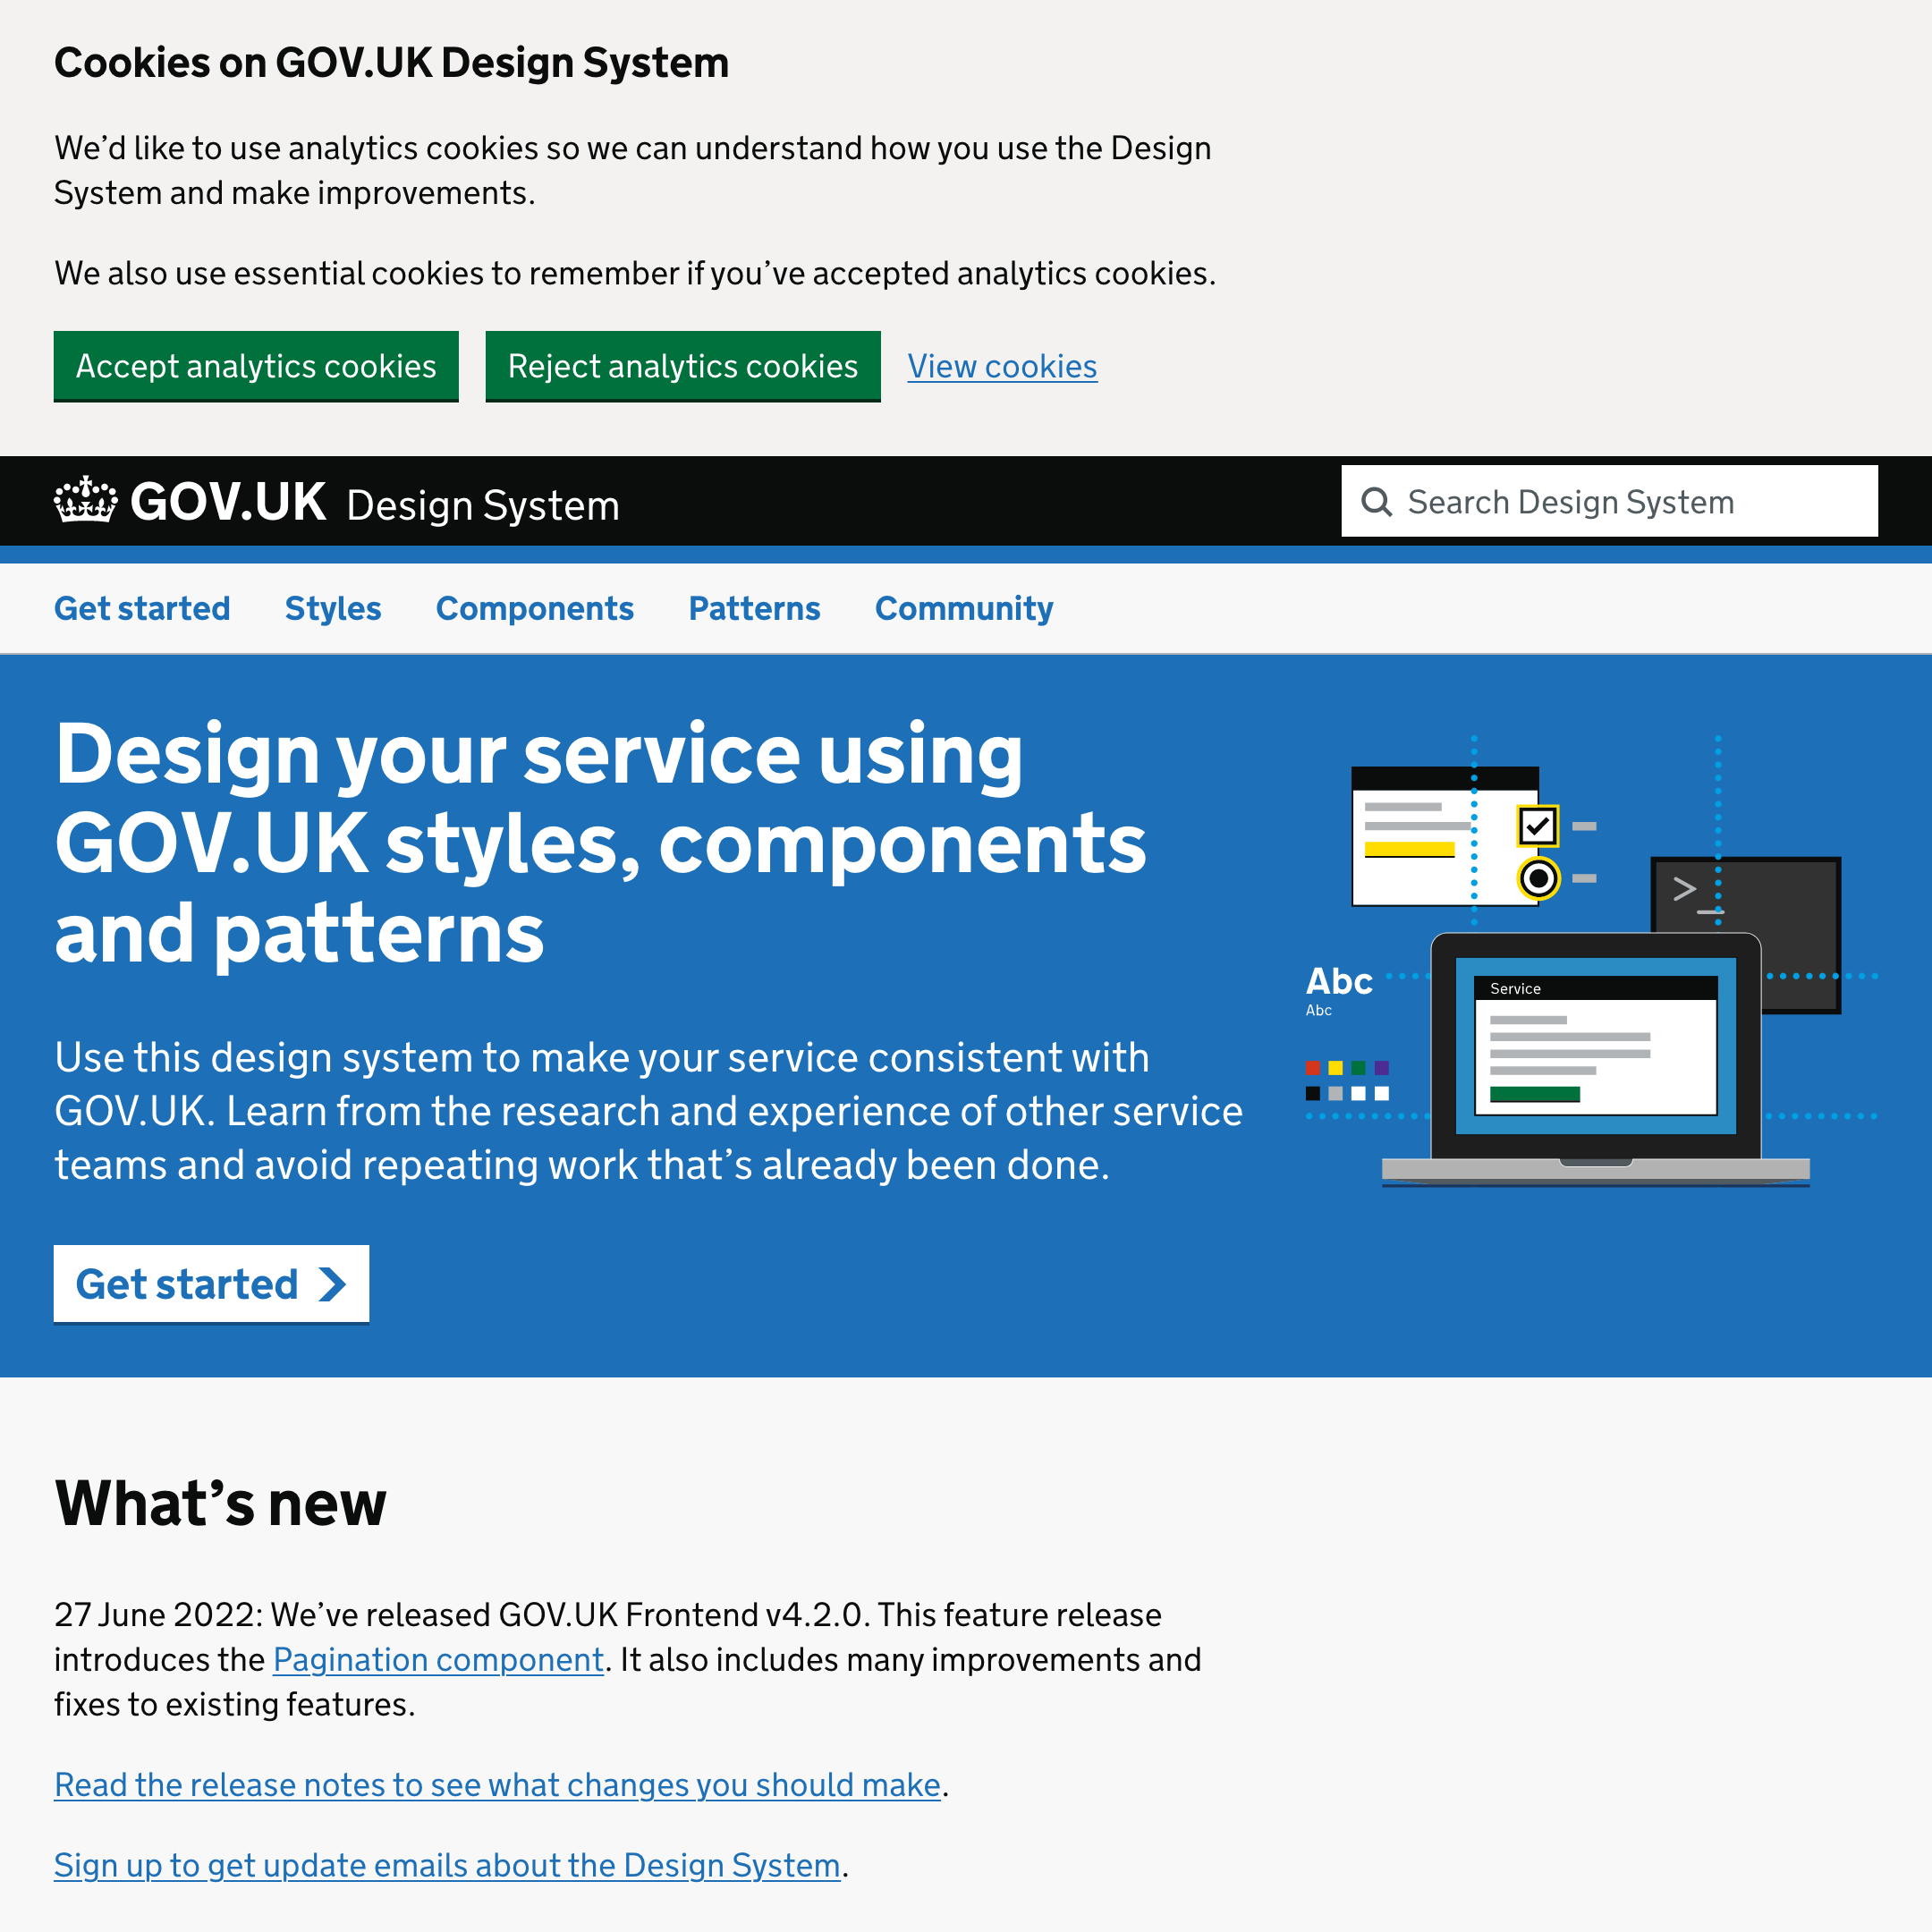 Cookies on GOV.UK Design System
We’d like to use analytics cookies so we can understand how you use the Design
System and make improvements.
We also use essential cookies to remember if you’ve accepted analytics cookies.
Accept analytics cookies Reject analytics cookies View cookies
GOV.UK Design System Search Design System
Get started Styles Components Patterns Community
Design your service using
GOV.UK styles, components
and patterns
Use this design system to make your service consistent with
GOV.UK. Learn from the research and experience of other service
teams and avoid repeating work that’s already been done.
Get started
>_
Abc
Abc
Service
What’s new
27 June 2022: We’ve released GOV.UK Frontend v4.2.0. This feature release
introduces the Pagination component. It also includes many improvements and
fixes to existing features.
Read the release notes to see what changes you should make.
Sign up to get update emails about the Design System.